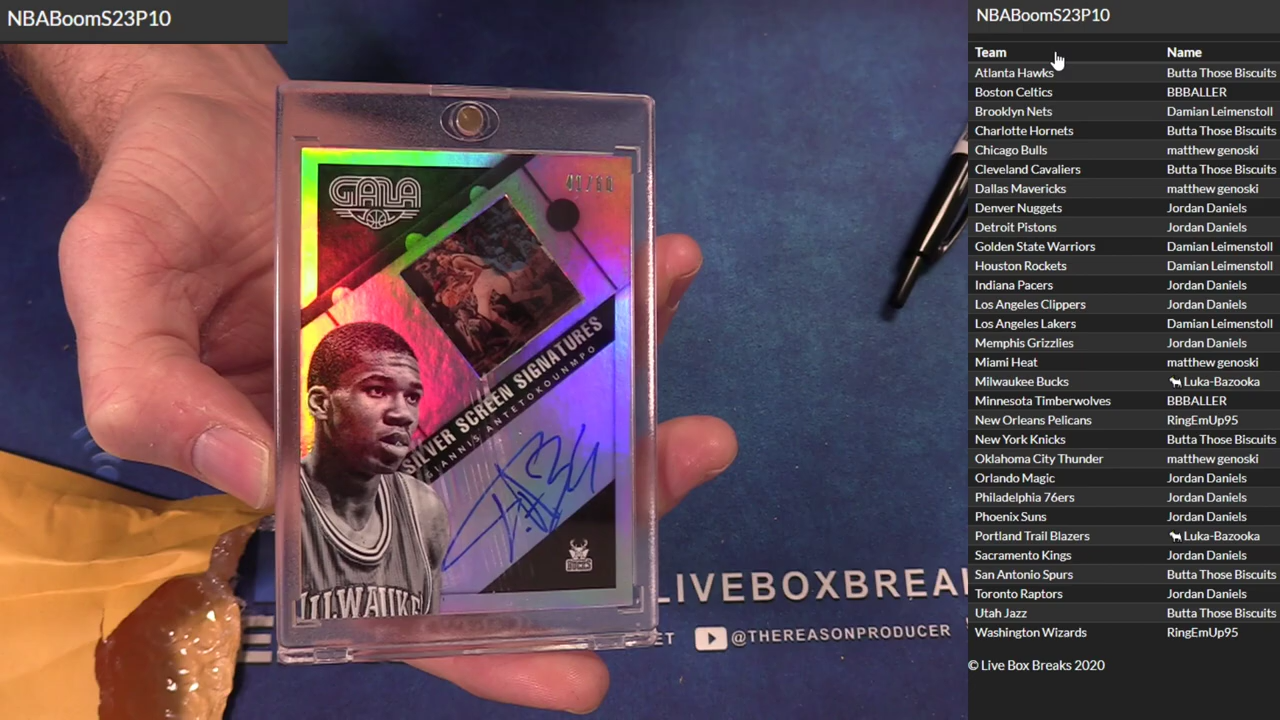 NBABoomS23P10
GALA
SILVER SCREEN SIGNATURES
GIANNIS ANTETOKOUNMPO
BUCKS
MILWAUKE
LIVEBOXBREA
@THEREASONPRODUCER
NBABoomS23P10
Team Name
Atlanta Hawks Butta Those Biscuits
Boston Celtics BBBALLER
Brooklyn Nets Damian Leimenstoll
Charlotte Hornets Butta Those Biscuits
Chicago Bulls matthew genoski
Cleveland Cavaliers Butta Those Biscuits
Dallas Mavericks matthew genoski
Denver Nuggets Jordan Daniels
Detroit Pistons Jordan Daniels
Golden State Warriors Damian Leimenstoll
Houston Rockets Damian Leimenstoll
Indiana Pacers Jordan Daniels
Los Angeles Clippers Jordan Daniels
Los Angeles Lakers Damian Leimenstoll
Memphis Grizzlies Jordan Daniels
Miami Heat matthew genoski
Milwaukee Bucks Luka-Bazooka
Minnesota Timberwolves BBBALLER
New Orleans Pelicans RingEmUp95
New York Knicks Butta Those Biscuits
Oklahoma City Thunder matthew genoski
Orlando Magic Jordan Daniels
Philadelphia 76ers Jordan Daniels
Phoenix Suns Jordan Daniels
Portland Trail Blazers Luka-Bazooka
Sacramento Kings Jordan Daniels
San Antonio Spurs Butta Those Biscuits
Toronto Raptors Jordan Daniels
Utah Jazz Butta Those Biscuits
Washington Wizards RingEmUp95
© Live Box Breaks 2020